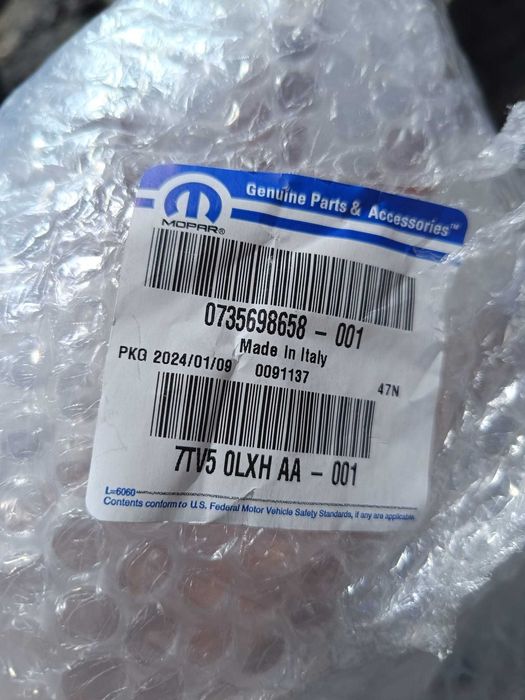 Genuine Parts & Accessories™
MOPAR®
0735698658 - 001
Made In Italy
PKG 2024/01/09 0091137
47N
7TV5 0LXH AA - 001
L=6060
Contents conform to U.S. Federal Motor Vehicle Safety Standards, if any are applicable